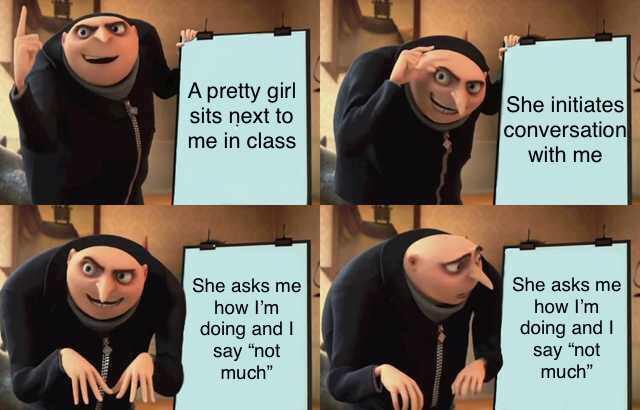 A pretty girl
sits next to
me in class
She initiates
conversation
with me
She asks me
how I’m
doing and I
say “not
much”
She asks me
how I’m
doing and I
say “not
much”